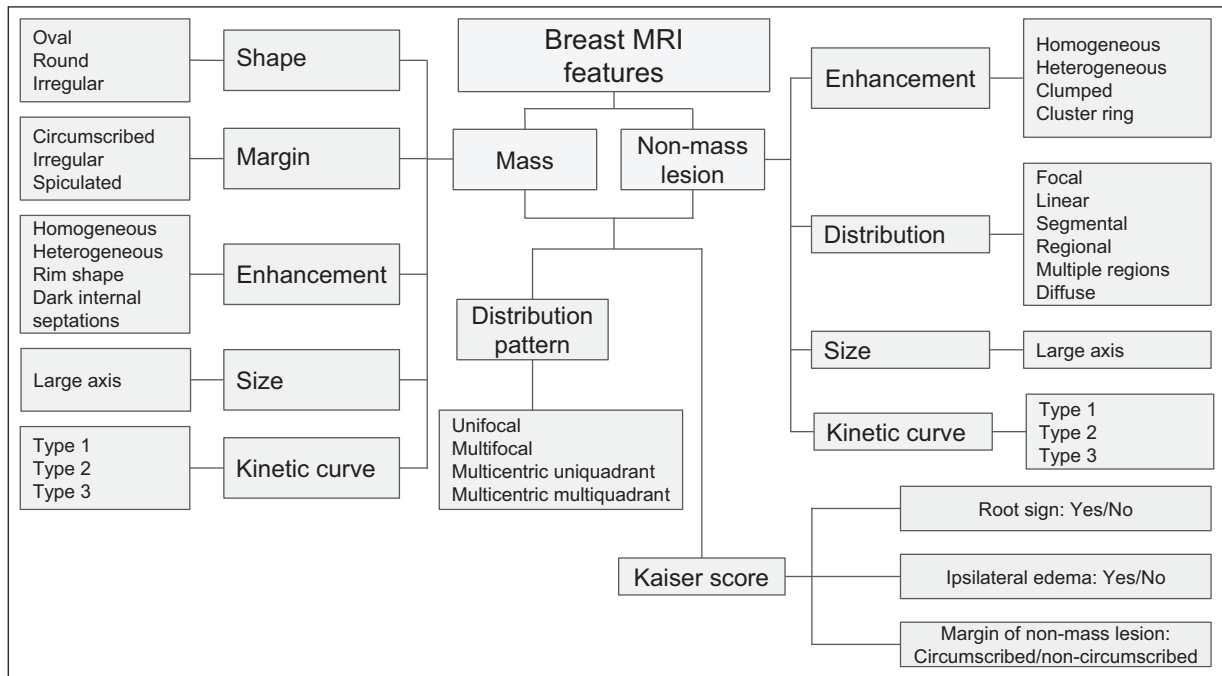 Breast MRI
features
Mass
Non-mass
lesion
Shape
Oval
Round
Irregular
Margin
Circumscribed
Irregular
Spiculated
Enhancement
Homogeneous
Heterogeneous
Rim shape
Dark internal
septations
Size
Large axis
Kinetic curve
Type 1
Type 2
Type 3
Distribution
pattern
Unifocal
Multifocal
Multicentric uniquadrant
Multicentric multiquadrant
Enhancement
Homogeneous
Heterogeneous
Clumped
Cluster ring
Distribution
Focal
Linear
Segmental
Regional
Multiple regions
Diffuse
Size
Large axis
Kinetic curve
Type 1
Type 2
Type 3
Kaiser score
Root sign: Yes/No
Ipsilateral edema: Yes/No
Margin of non-mass lesion:
Circumscribed/non-circumscribed